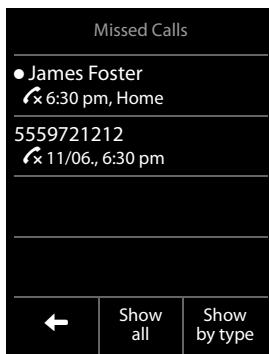 Missed Calls
James Foster
6:30 pm, Home
5559721212
11/06., 6:30 pm
Show all
Show by type